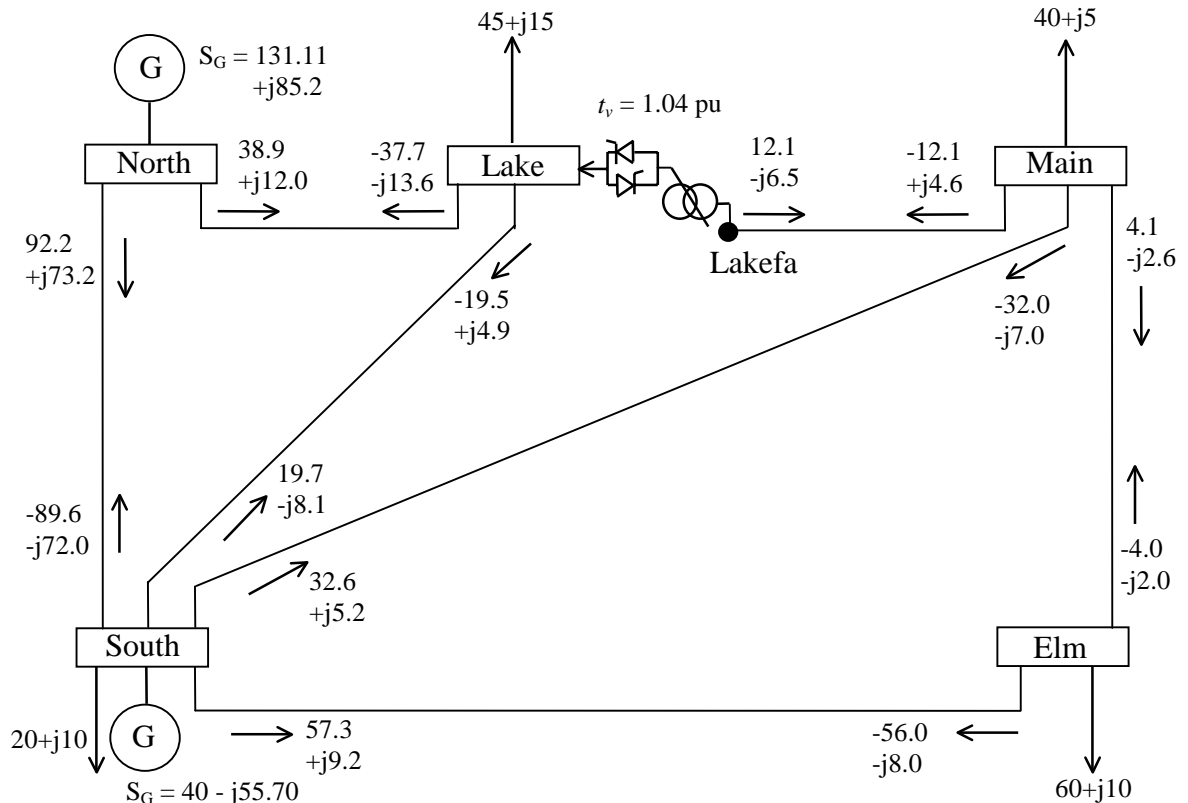 45+j15
40+j5
G
S_G = 131.11
+j85.2
t_v = 1.04 pu
North
38.9
+j12.0
-37.7
-j13.6
Lake
12.1
-j6.5
-12.1
+j4.6
Main
92.2
+j73.2
Lakefa
4.1
-j2.6
-19.5
+j4.9
-32.0
-j7.0
19.7
-j8.1
-89.6
-j72.0
32.6
+j5.2
-4.0
-j2.0
South
Elm
20+j10
G
57.3
+j9.2
-56.0
-j8.0
S_G = 40 - j55.70
60+j10